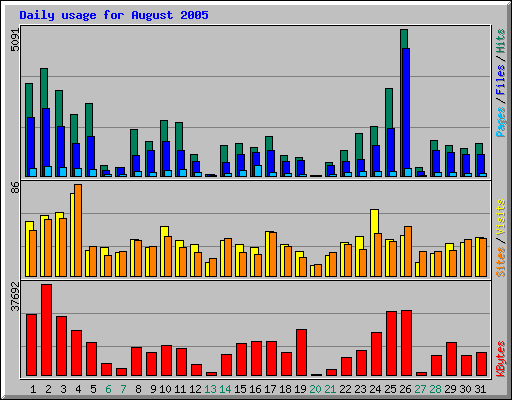 Daily usage for August 2005
5091
Pages / Files / Hits
86
Sites / Visits
37692
KBytes
1 2 3 4 5 6 7 8 9 10 11 12 13 14 15 16 17 18 19 20 21 22 23 24 25 26 27 28 29 30 31